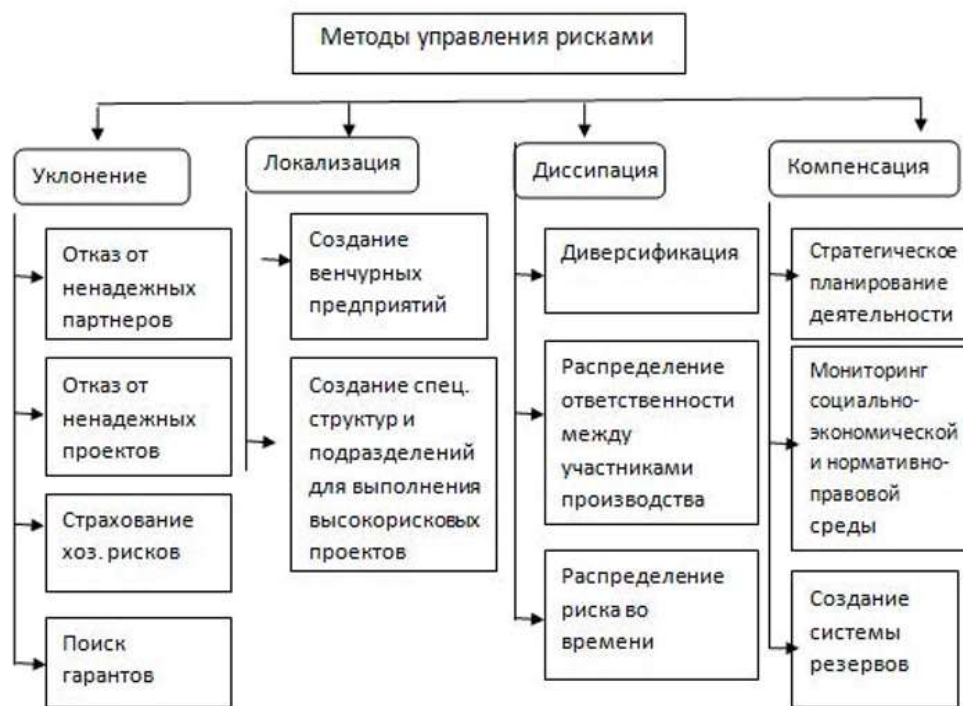 Методы управления рисками
Уклонение
Отказ от
ненадежных
партнеров
Отказ от
ненадежных
проектов
Страхование
хоз. рисков
Поиск
гарантов
Локализация
Создание
венчурных
предприятий
Создание спец.
структур и
подразделений
для выполнения
высокорисковых
проектов
Диссипация
Диверсификация
Распределение
ответственности
между
участниками
производства
Распределение
риска во
времени
Компенсация
Стратегическое
планирование
деятельности
Мониторинг
социально-
экономической
и нормативно-
правовой
среды
Создание
системы
резервов